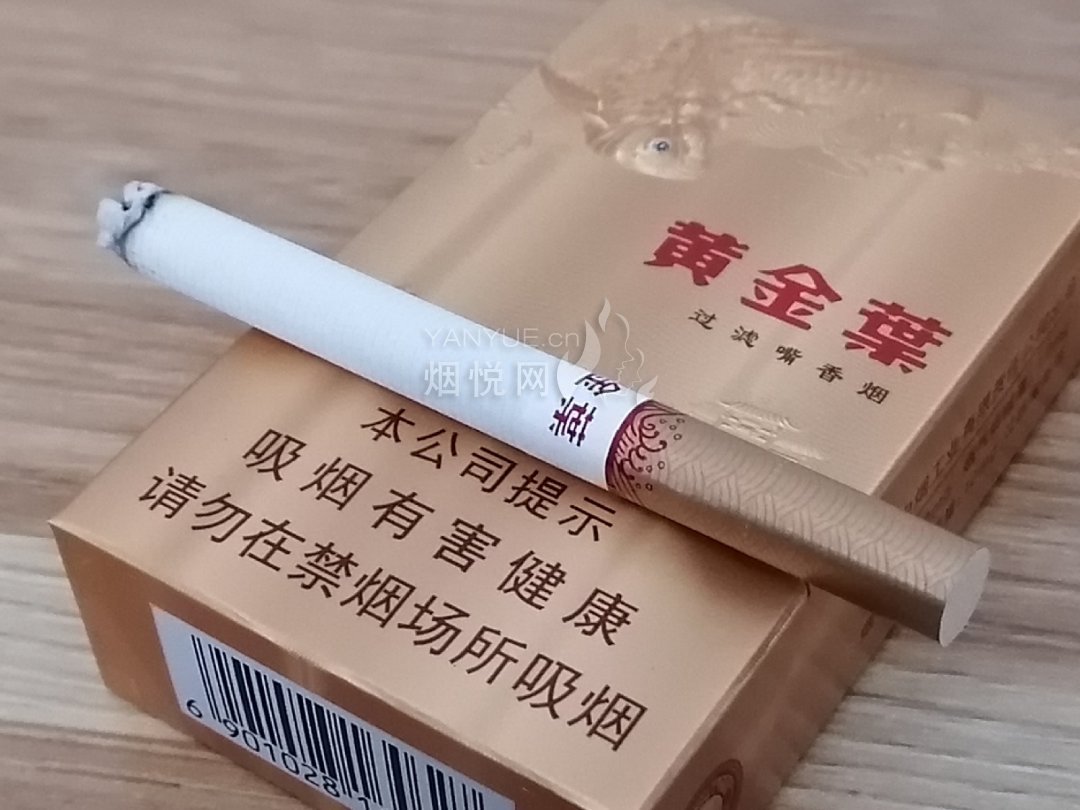 黄金葉
过滤嘴香烟
YANYUE.cn
烟悦网
葉
本公司提示
吸烟有害健康
请勿在禁烟场所吸烟
6 901028 1